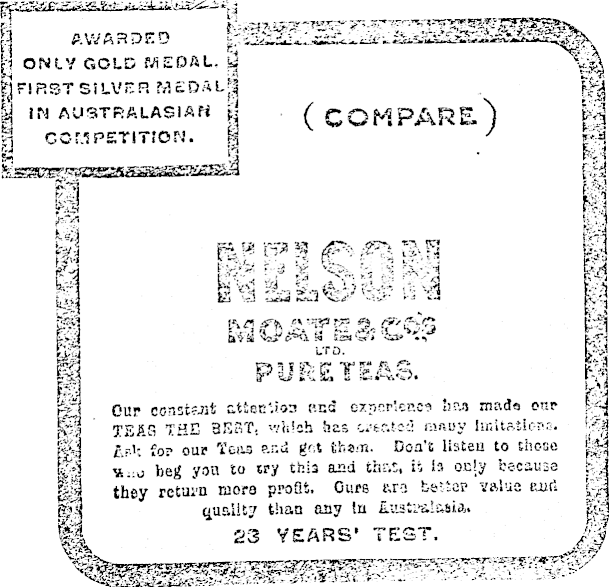 AWARDED
ONLY GOLD MEDAL.
FIRST SILVER MEDAL
IN AUSTRALASIAN
COMPETITION.
(COMPARE)
NELSON
MOATE & CO'S
LTD.
PURE TEAS.
Our constant attention and experience has made our
TEAS THE BEST, which has created many imitations.
Ask for our Teas and get them. Don't listen to those
who beg you to try this and that, it is only because
they return more profit. Ours are better value and
quality than any in Australasia.
23 YEARS' TEST.